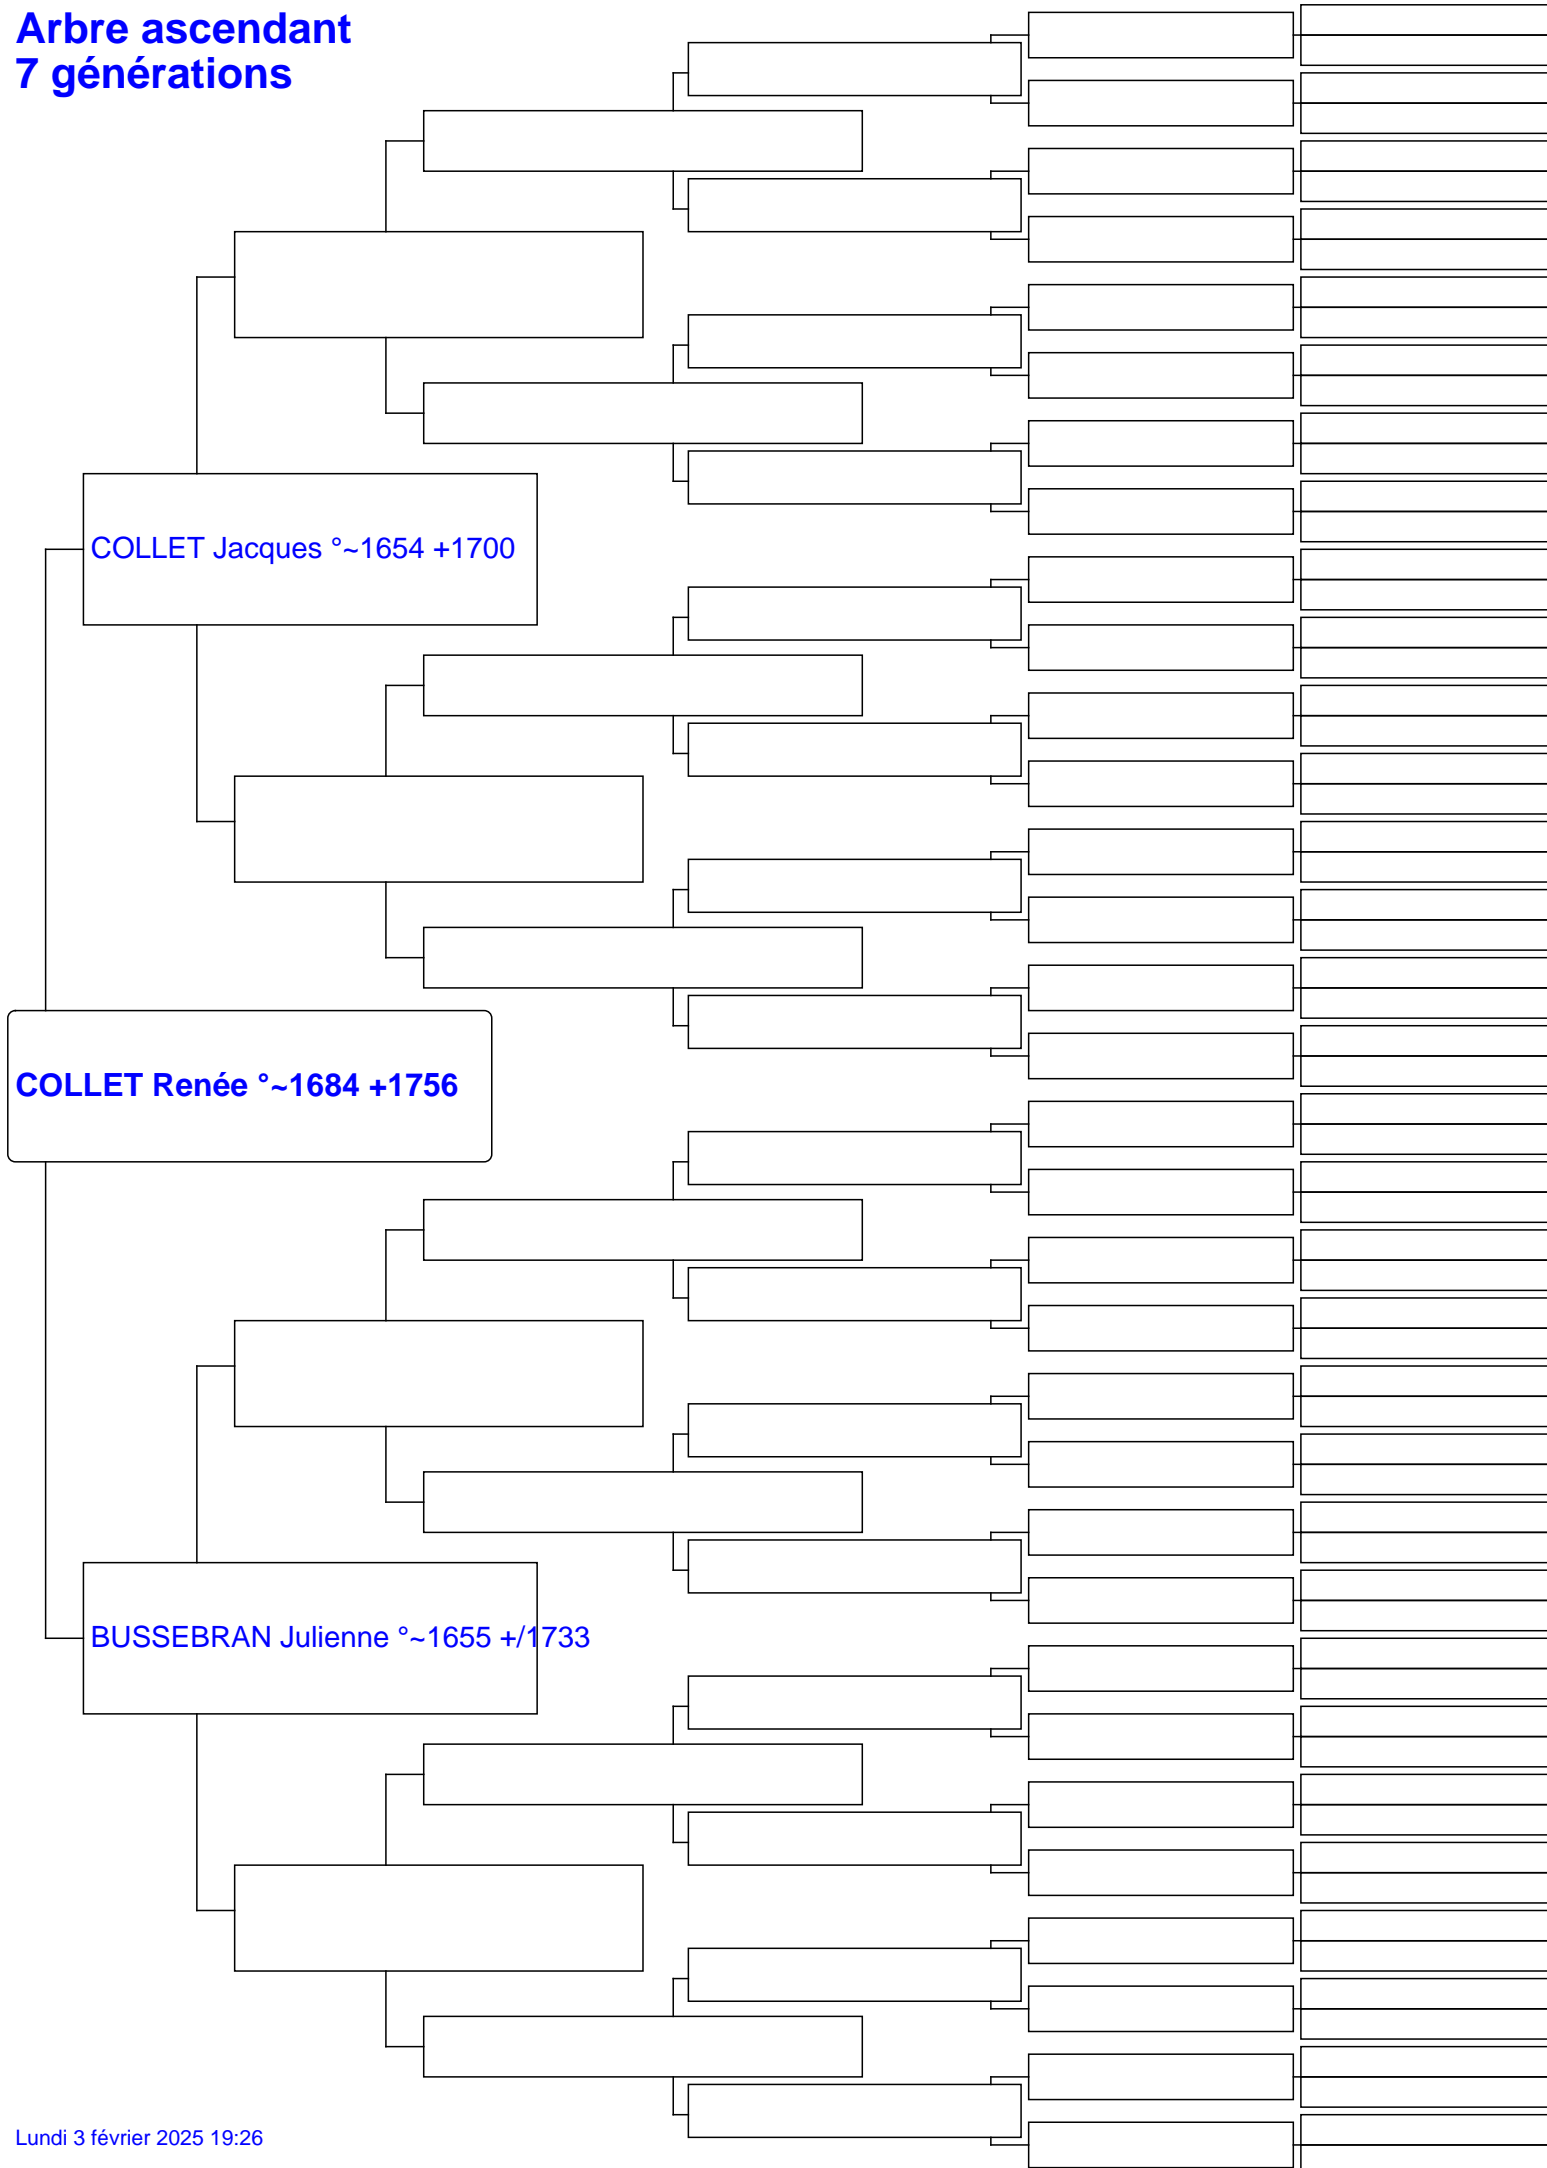 Arbre ascendant
7 générations
COLLET Jacques °~1654 +1700
COLLET Renée °~1684 +1756
BUSSEBRAN Julienne °~1655 +/1733
Lundi 3 février 2025 19:26